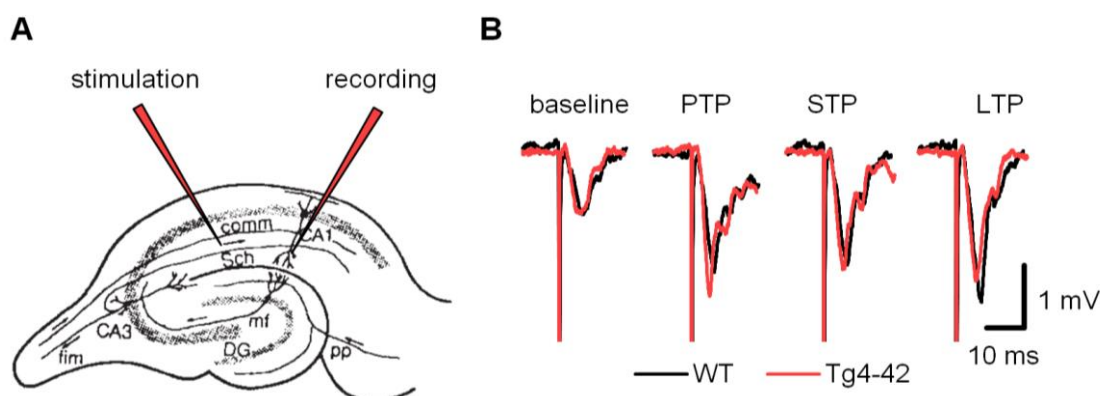 A
stimulation
recording
comm
CA1
Sch
CA3
mf
fim
DG
pp
B
baseline PTP STP LTP
1 mV
10 ms
WT Tg4-42